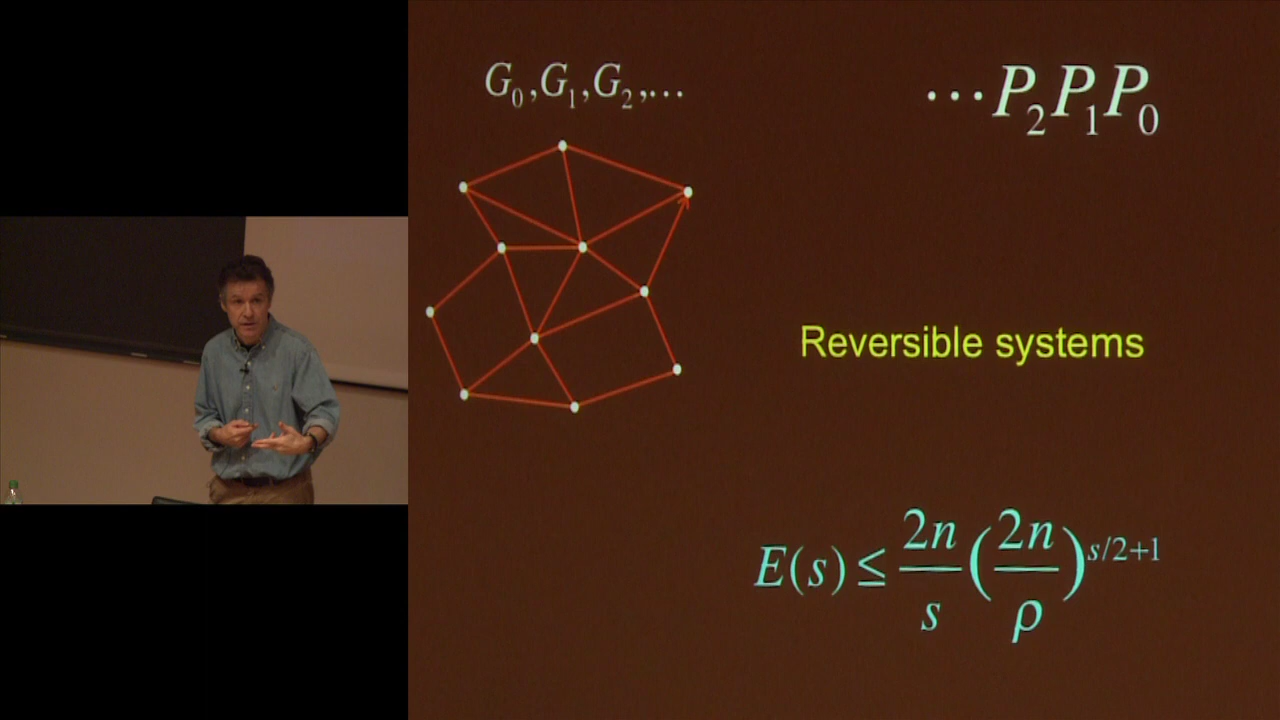 G₀,G₁,G₂,…
⋯P₂P₁P₀
Reversible systems
E(s) ≤ 2n/s (2n/ρ)^{s/2+1}